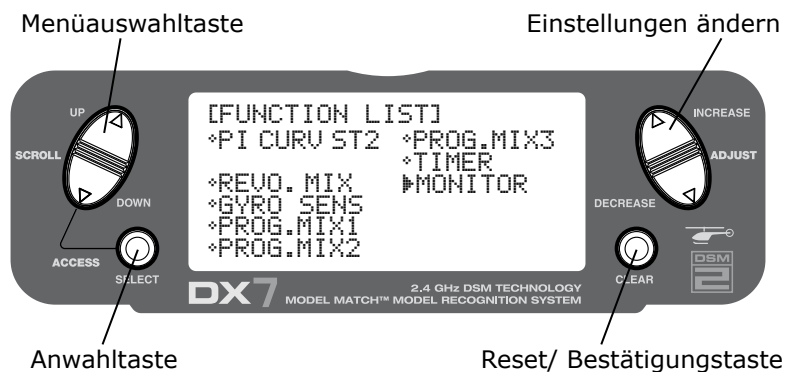 Menüauswahltaste
Einstellungen ändern
UP
SCROLL
DOWN
ACCESS
SELECT
[FUNCTION LIST]
PI CURV ST2
PROG.MIX3
TIMER
REVO. MIX
MONITOR
GYRO SENS
PROG.MIX1
PROG.MIX2
INCREASE
ADJUST
DECREASE
CLEAR
DSM
2
DX7
2.4 GHz DSM TECHNOLOGY
MODEL MATCH™ MODEL RECOGNITION SYSTEM
Anwahltaste
Reset/ Bestätigungstaste